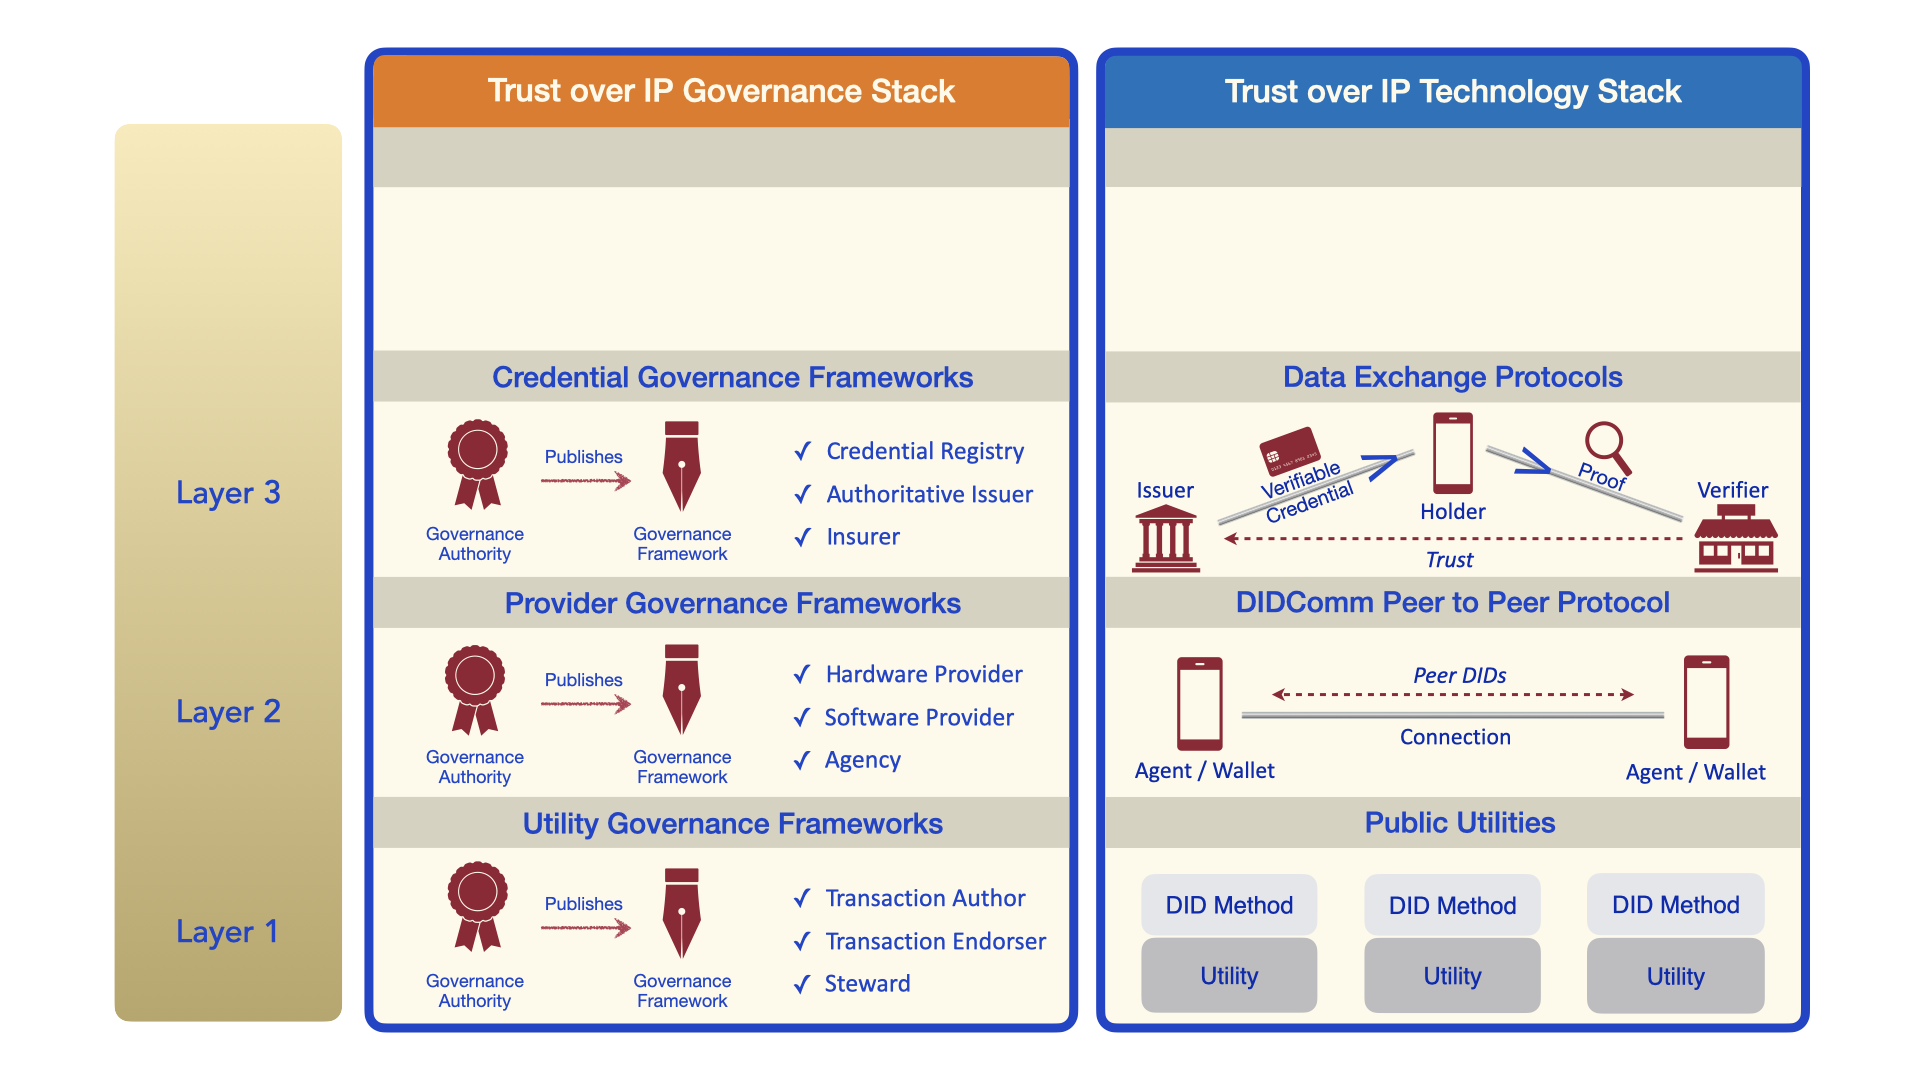 Trust over IP Governance Stack
Trust over IP Technology Stack
Layer 3
Credential Governance Frameworks
Publishes
Governance
Authority
Governance
Framework
✓ Credential Registry
✓ Authoritative Issuer
✓ Insurer
Data Exchange Protocols
Issuer
Verifiable
Credential
Holder
Proof
Verifier
Trust
Layer 2
Provider Governance Frameworks
Publishes
Governance
Authority
Governance
Framework
✓ Hardware Provider
✓ Software Provider
✓ Agency
DIDComm Peer to Peer Protocol
Peer DIDs
Connection
Agent / Wallet
Agent / Wallet
Layer 1
Utility Governance Frameworks
Publishes
Governance
Authority
Governance
Framework
✓ Transaction Author
✓ Transaction Endorser
✓ Steward
Public Utilities
DID Method
DID Method
DID Method
Utility
Utility
Utility